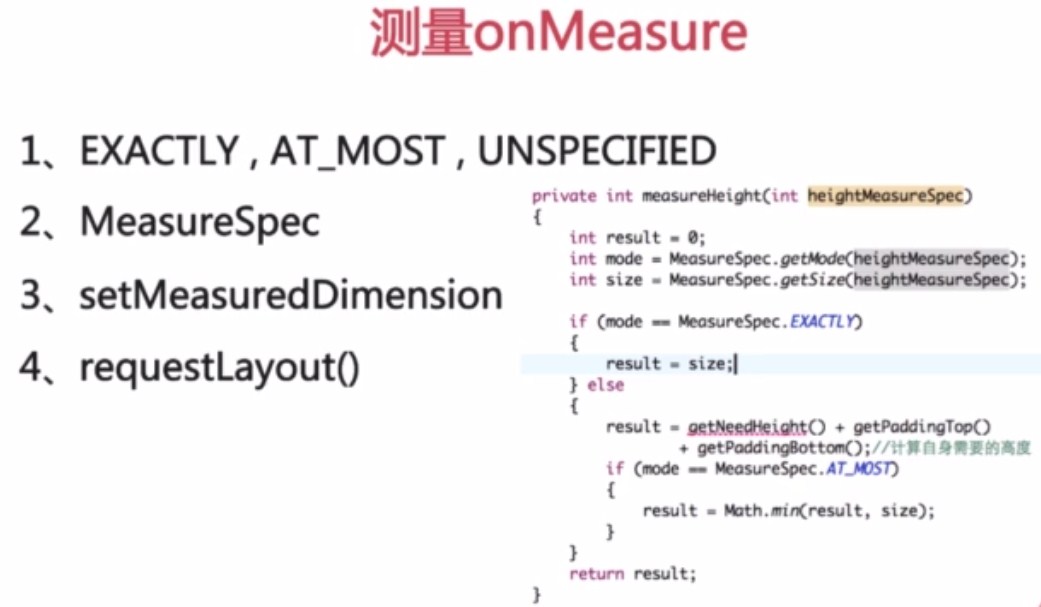 测量onMeasure
1、EXACTLY , AT_MOST , UNSPECIFIED
2、MeasureSpec
3、setMeasuredDimension
4、requestLayout()
private int measureHeight(int heightMeasureSpec)
{
int result = 0;
int mode = MeasureSpec.getMode(heightMeasureSpec);
int size = MeasureSpec.getSize(heightMeasureSpec);
if (mode == MeasureSpec.EXACTLY)
{
result = size;
} else
{
result = getNeedHeight() + getPaddingTop()
+ getPaddingBottom();//计算自身需要的高度
if (mode == MeasureSpec.AT_MOST)
{
result = Math.min(result, size);
}
}
return result;
}